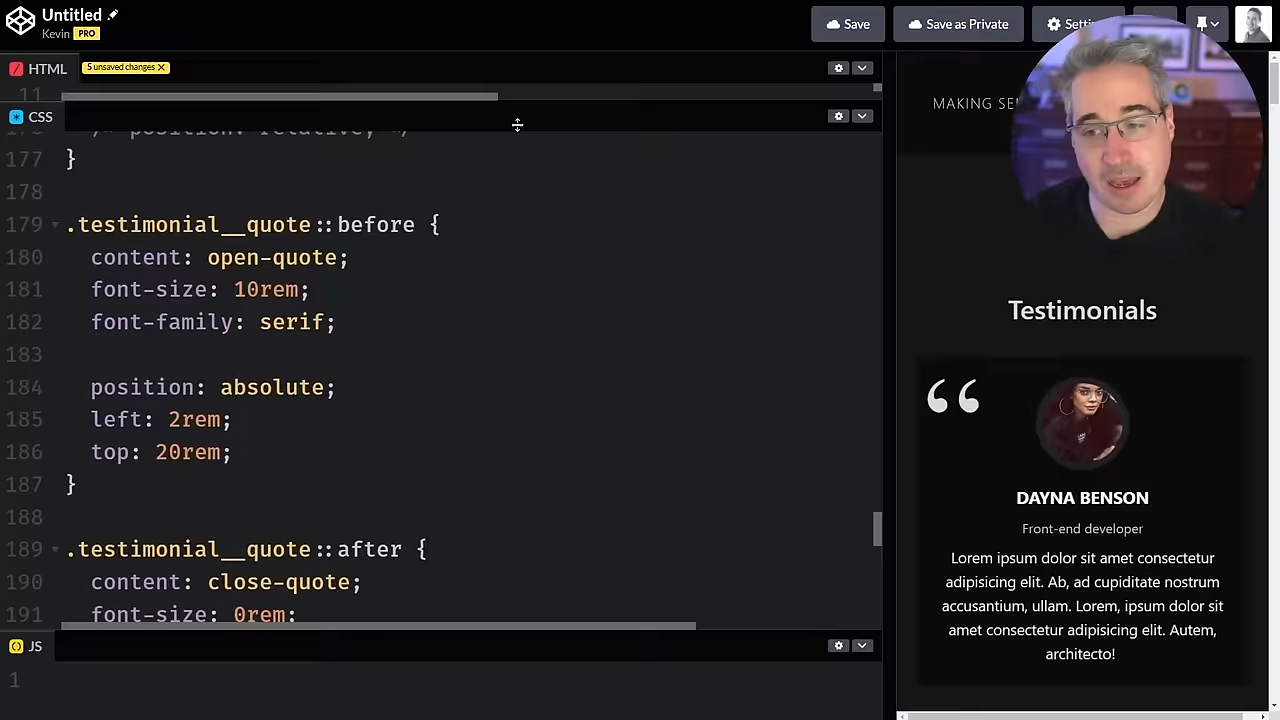 Untitled
Kevin PRO
Save
Save as Private
HTML
5 unsaved changes X
11
CSS
/* position: relative; */
177 }
178
179 .testimonial__quote::before {
180 content: open-quote;
181 font-size: 10rem;
182 font-family: serif;
183
184 position: absolute;
185 left: 2rem;
186 top: 20rem;
187 }
188
189 .testimonial__quote::after {
190 content: close-quote;
191 font-size: 0rem;
JS
1
MAKING
Testimonials
“
DAYNA BENSON
Front-end developer
Lorem ipsum dolor sit amet consectetur
adipisicing elit. Ab, ad cupiditate nostrum
accusantium, ullam. Lorem, ipsum dolor sit
amet consectetur adipisicing elit. Autem,
architecto!